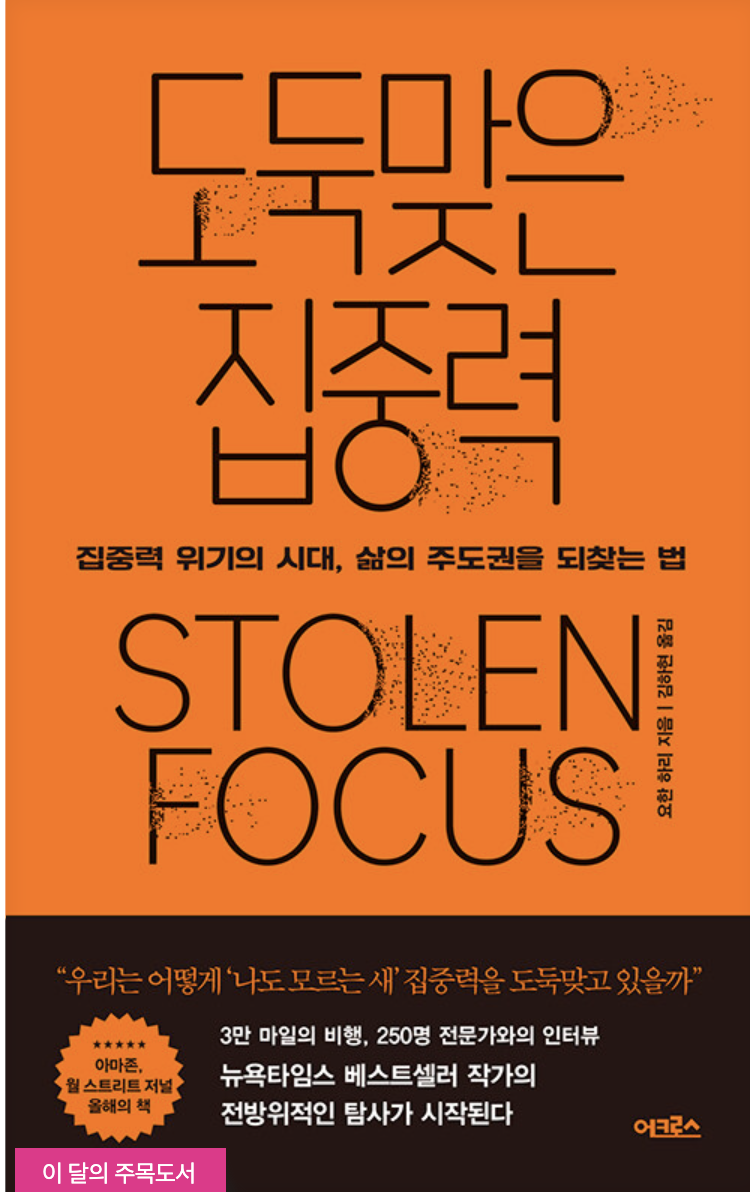 도둑맞은
집중력
집중력 위기의 시대, 삶의 주도권을 되찾는 법
STOLEN
FOCUS
요한 하리 지음 | 김하현 옮김
“우리는 어떻게 ‘나도 모르는 새’ 집중력을 도둑맞고 있을까”
3만 마일의 비행, 250명 전문가와의 인터뷰
뉴욕타임스 베스트셀러 작가의
전방위적인 탐사가 시작된다
★★★★★
아마존,
월 스트리트 저널
올해의 책
어크로스
이 달의 주목도서